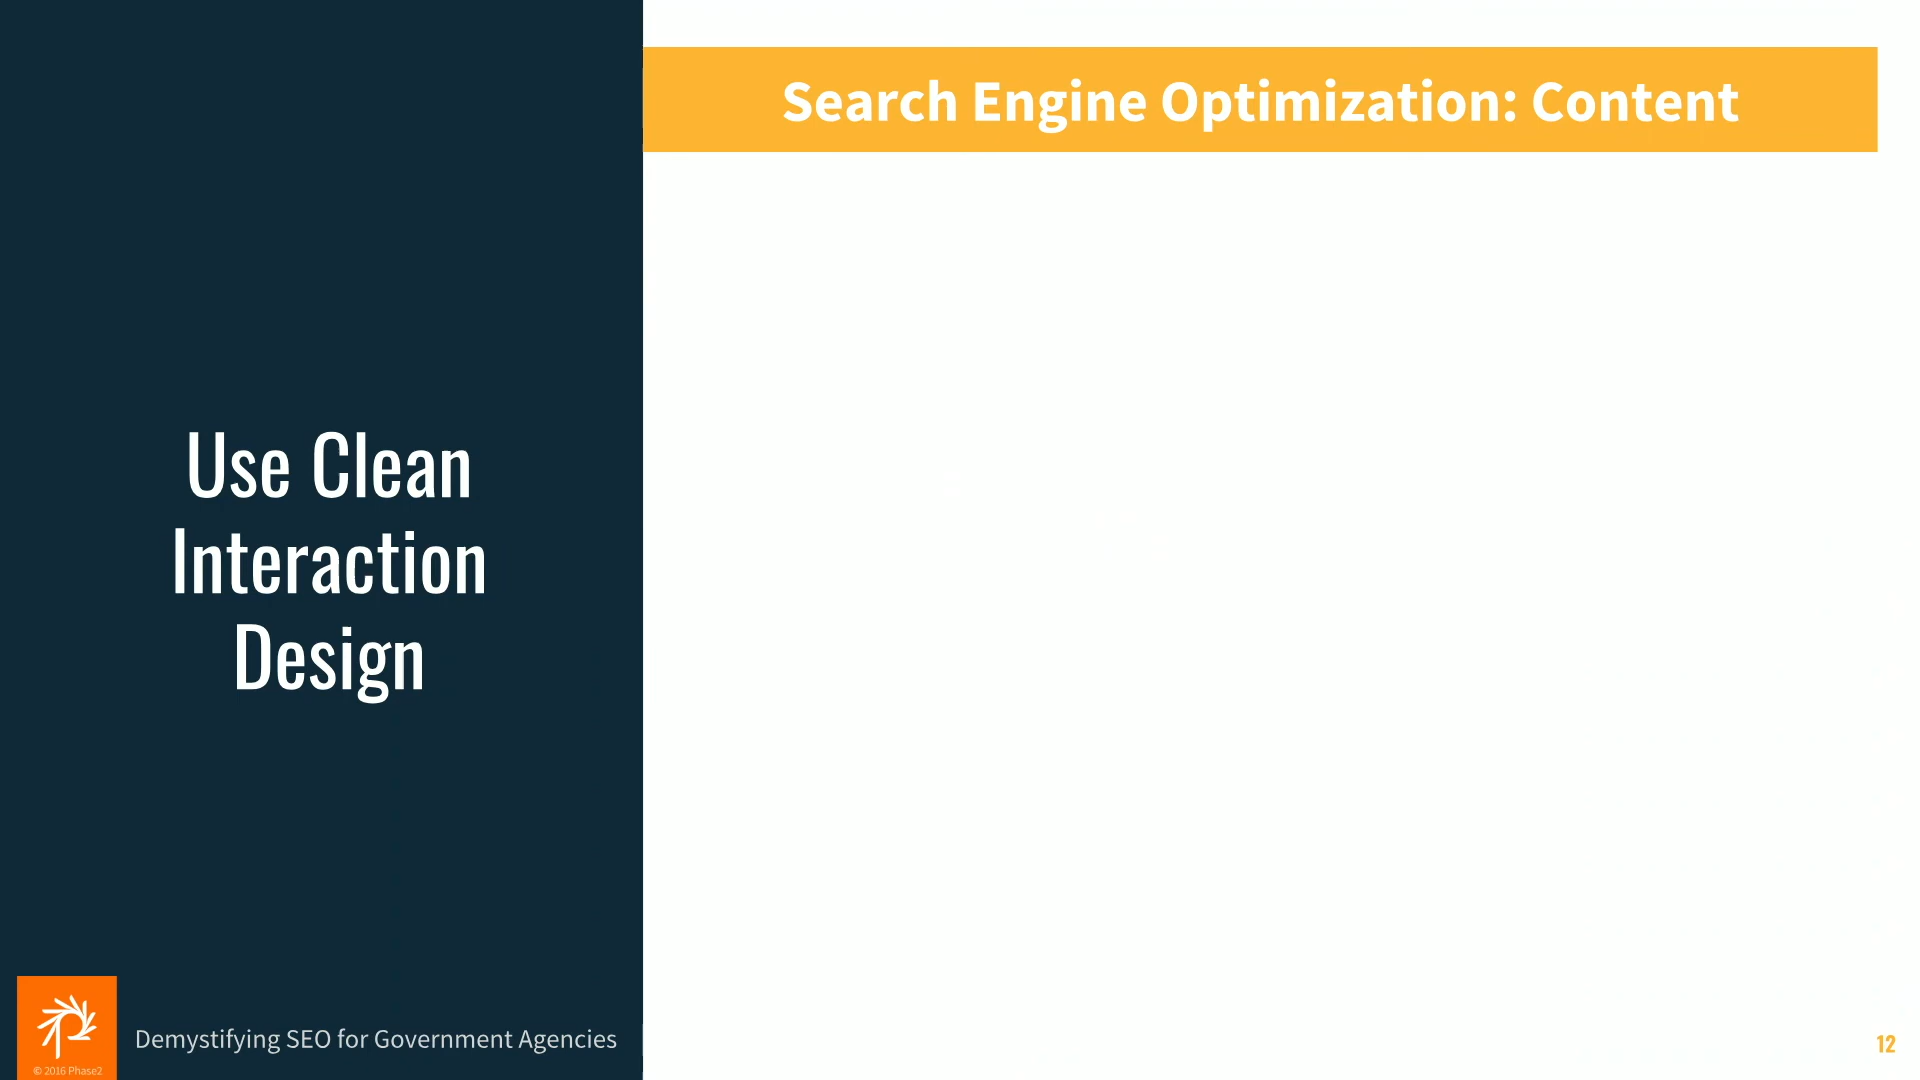 Search Engine Optimization: Content
Use Clean
Interaction
Design
Demystifying SEO for Government Agencies
© 2016 Phase2
12